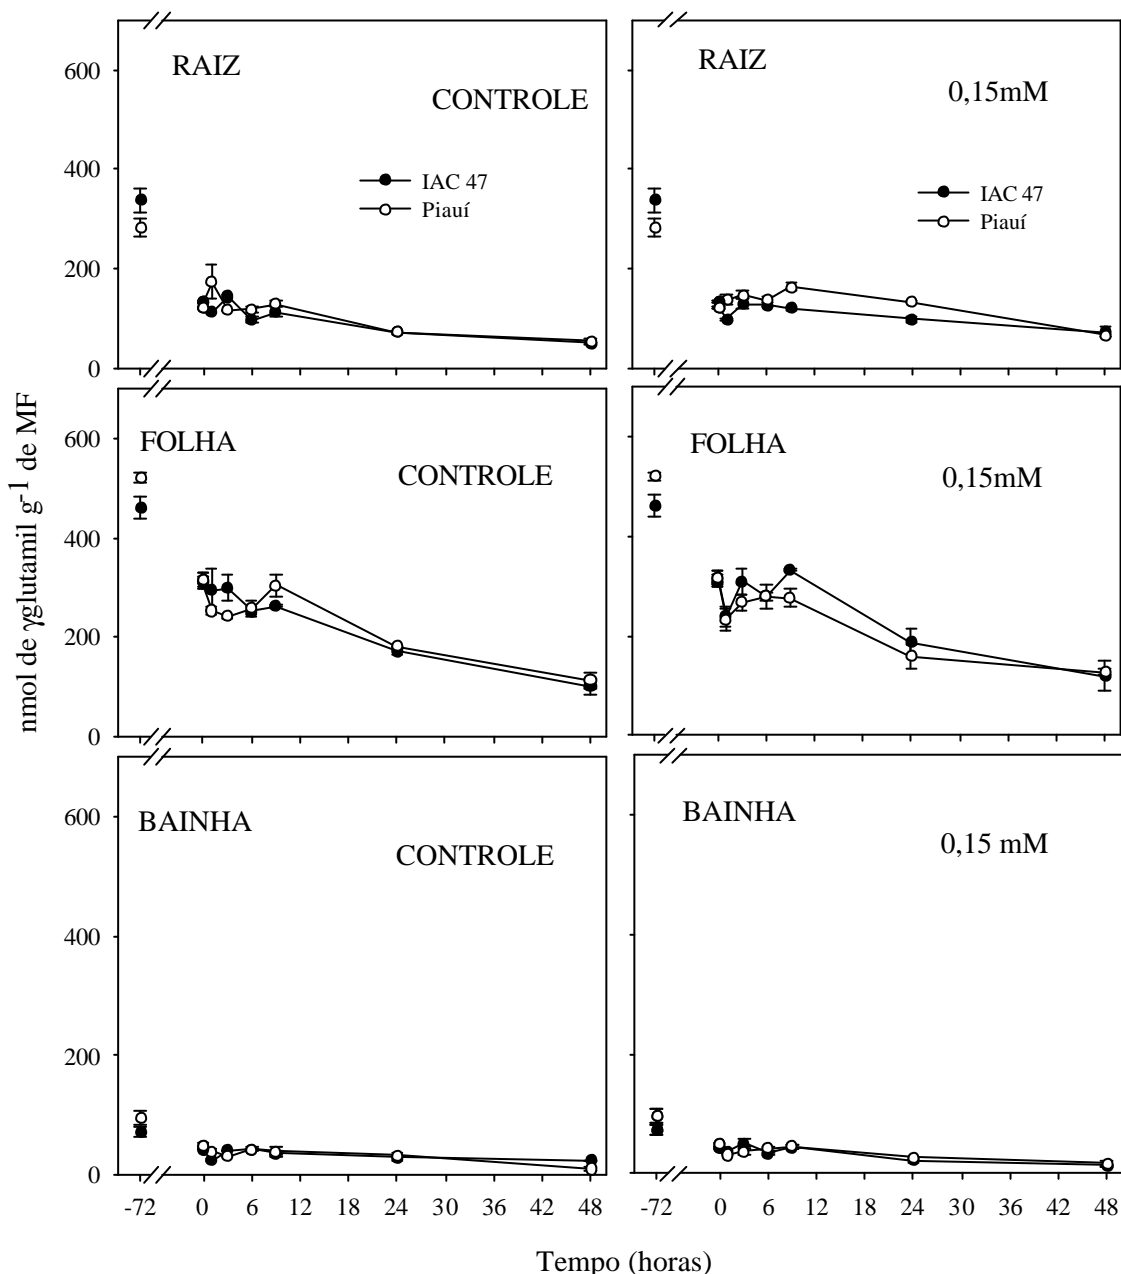 600
400
200
0
RAIZ
CONTROLE
IAC 47
Piauí
RAIZ
0,15mM
IAC 47
Piauí
nmol de γglutamil g⁻¹ de MF
600
400
200
0
FOLHA
CONTROLE
FOLHA
0,15mM
600
400
200
0
BAINHA
CONTROLE
BAINHA
0,15 mM
-72 0 6 12 18 24 30 36 42 48
-72 0 6 12 18 24 30 36 42 48
Tempo (horas)